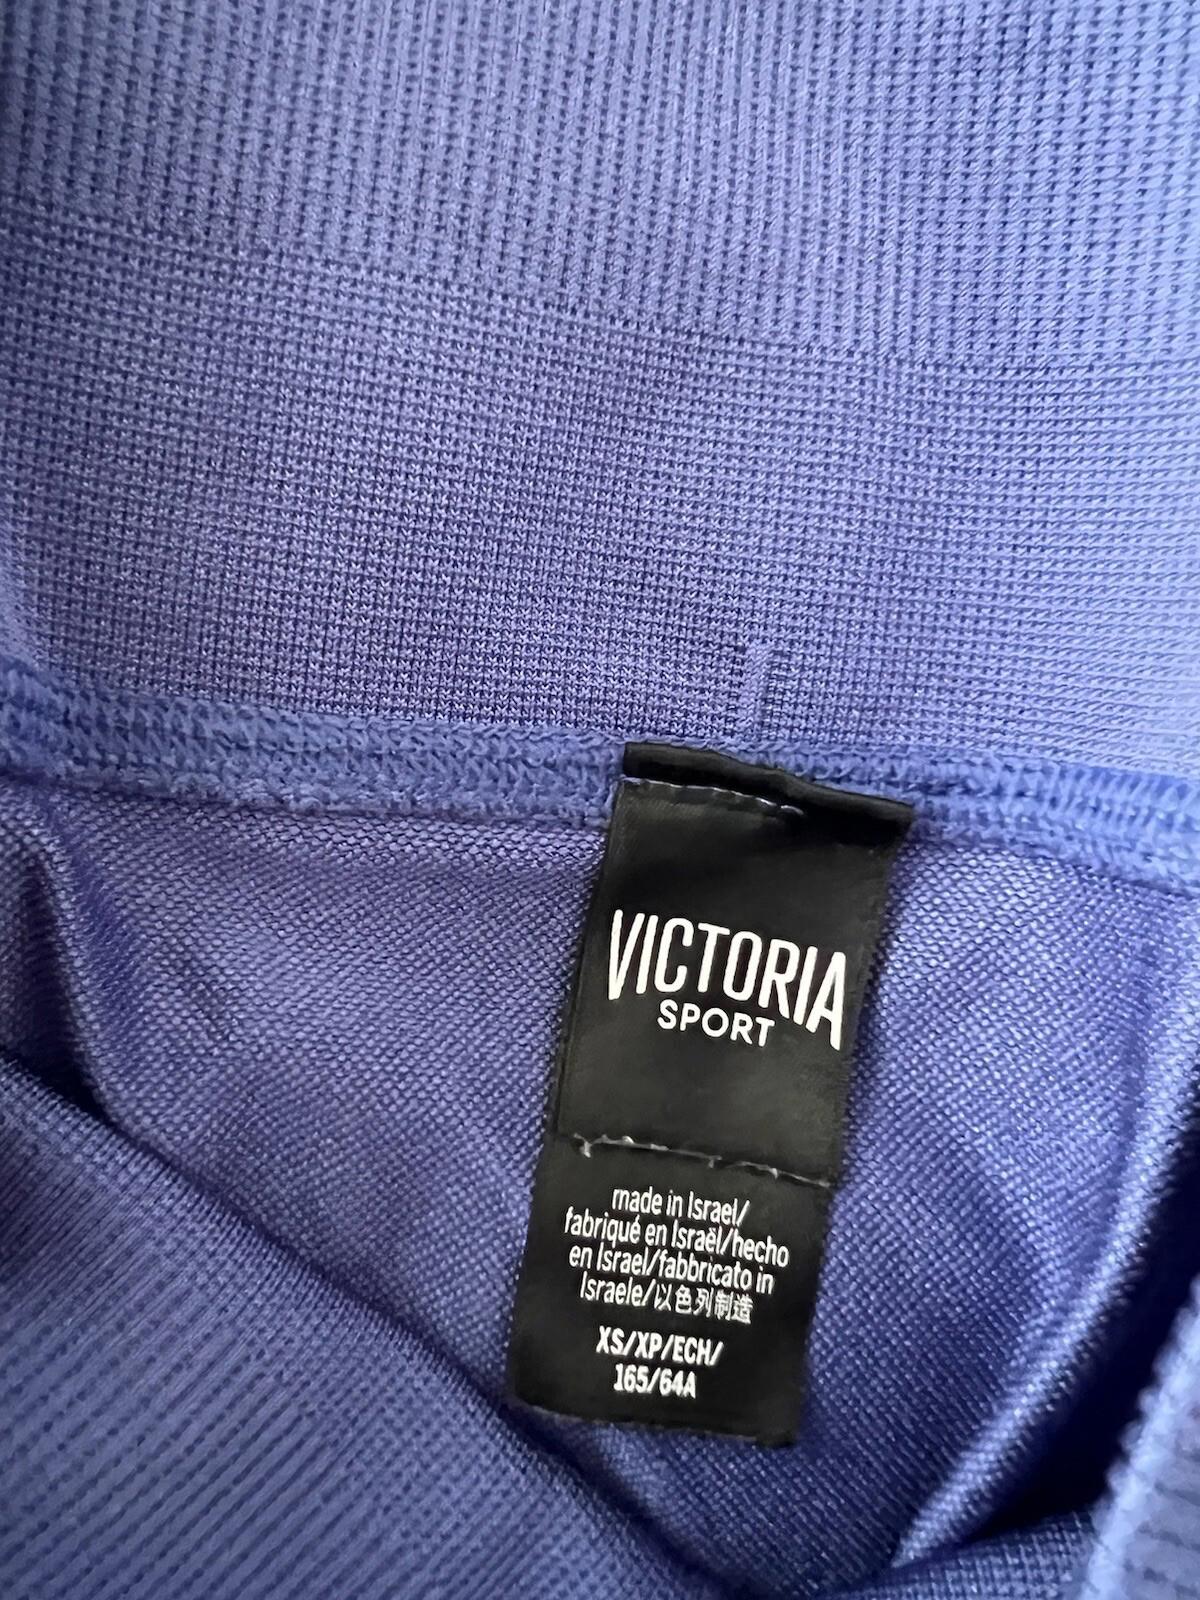 VICTORIA
SPORT
made in Israel/
fabriqué en Israël/hecho
en Israel/fabbricato in
Israele/以色列制造
XS/XP/ECH/
165/64A